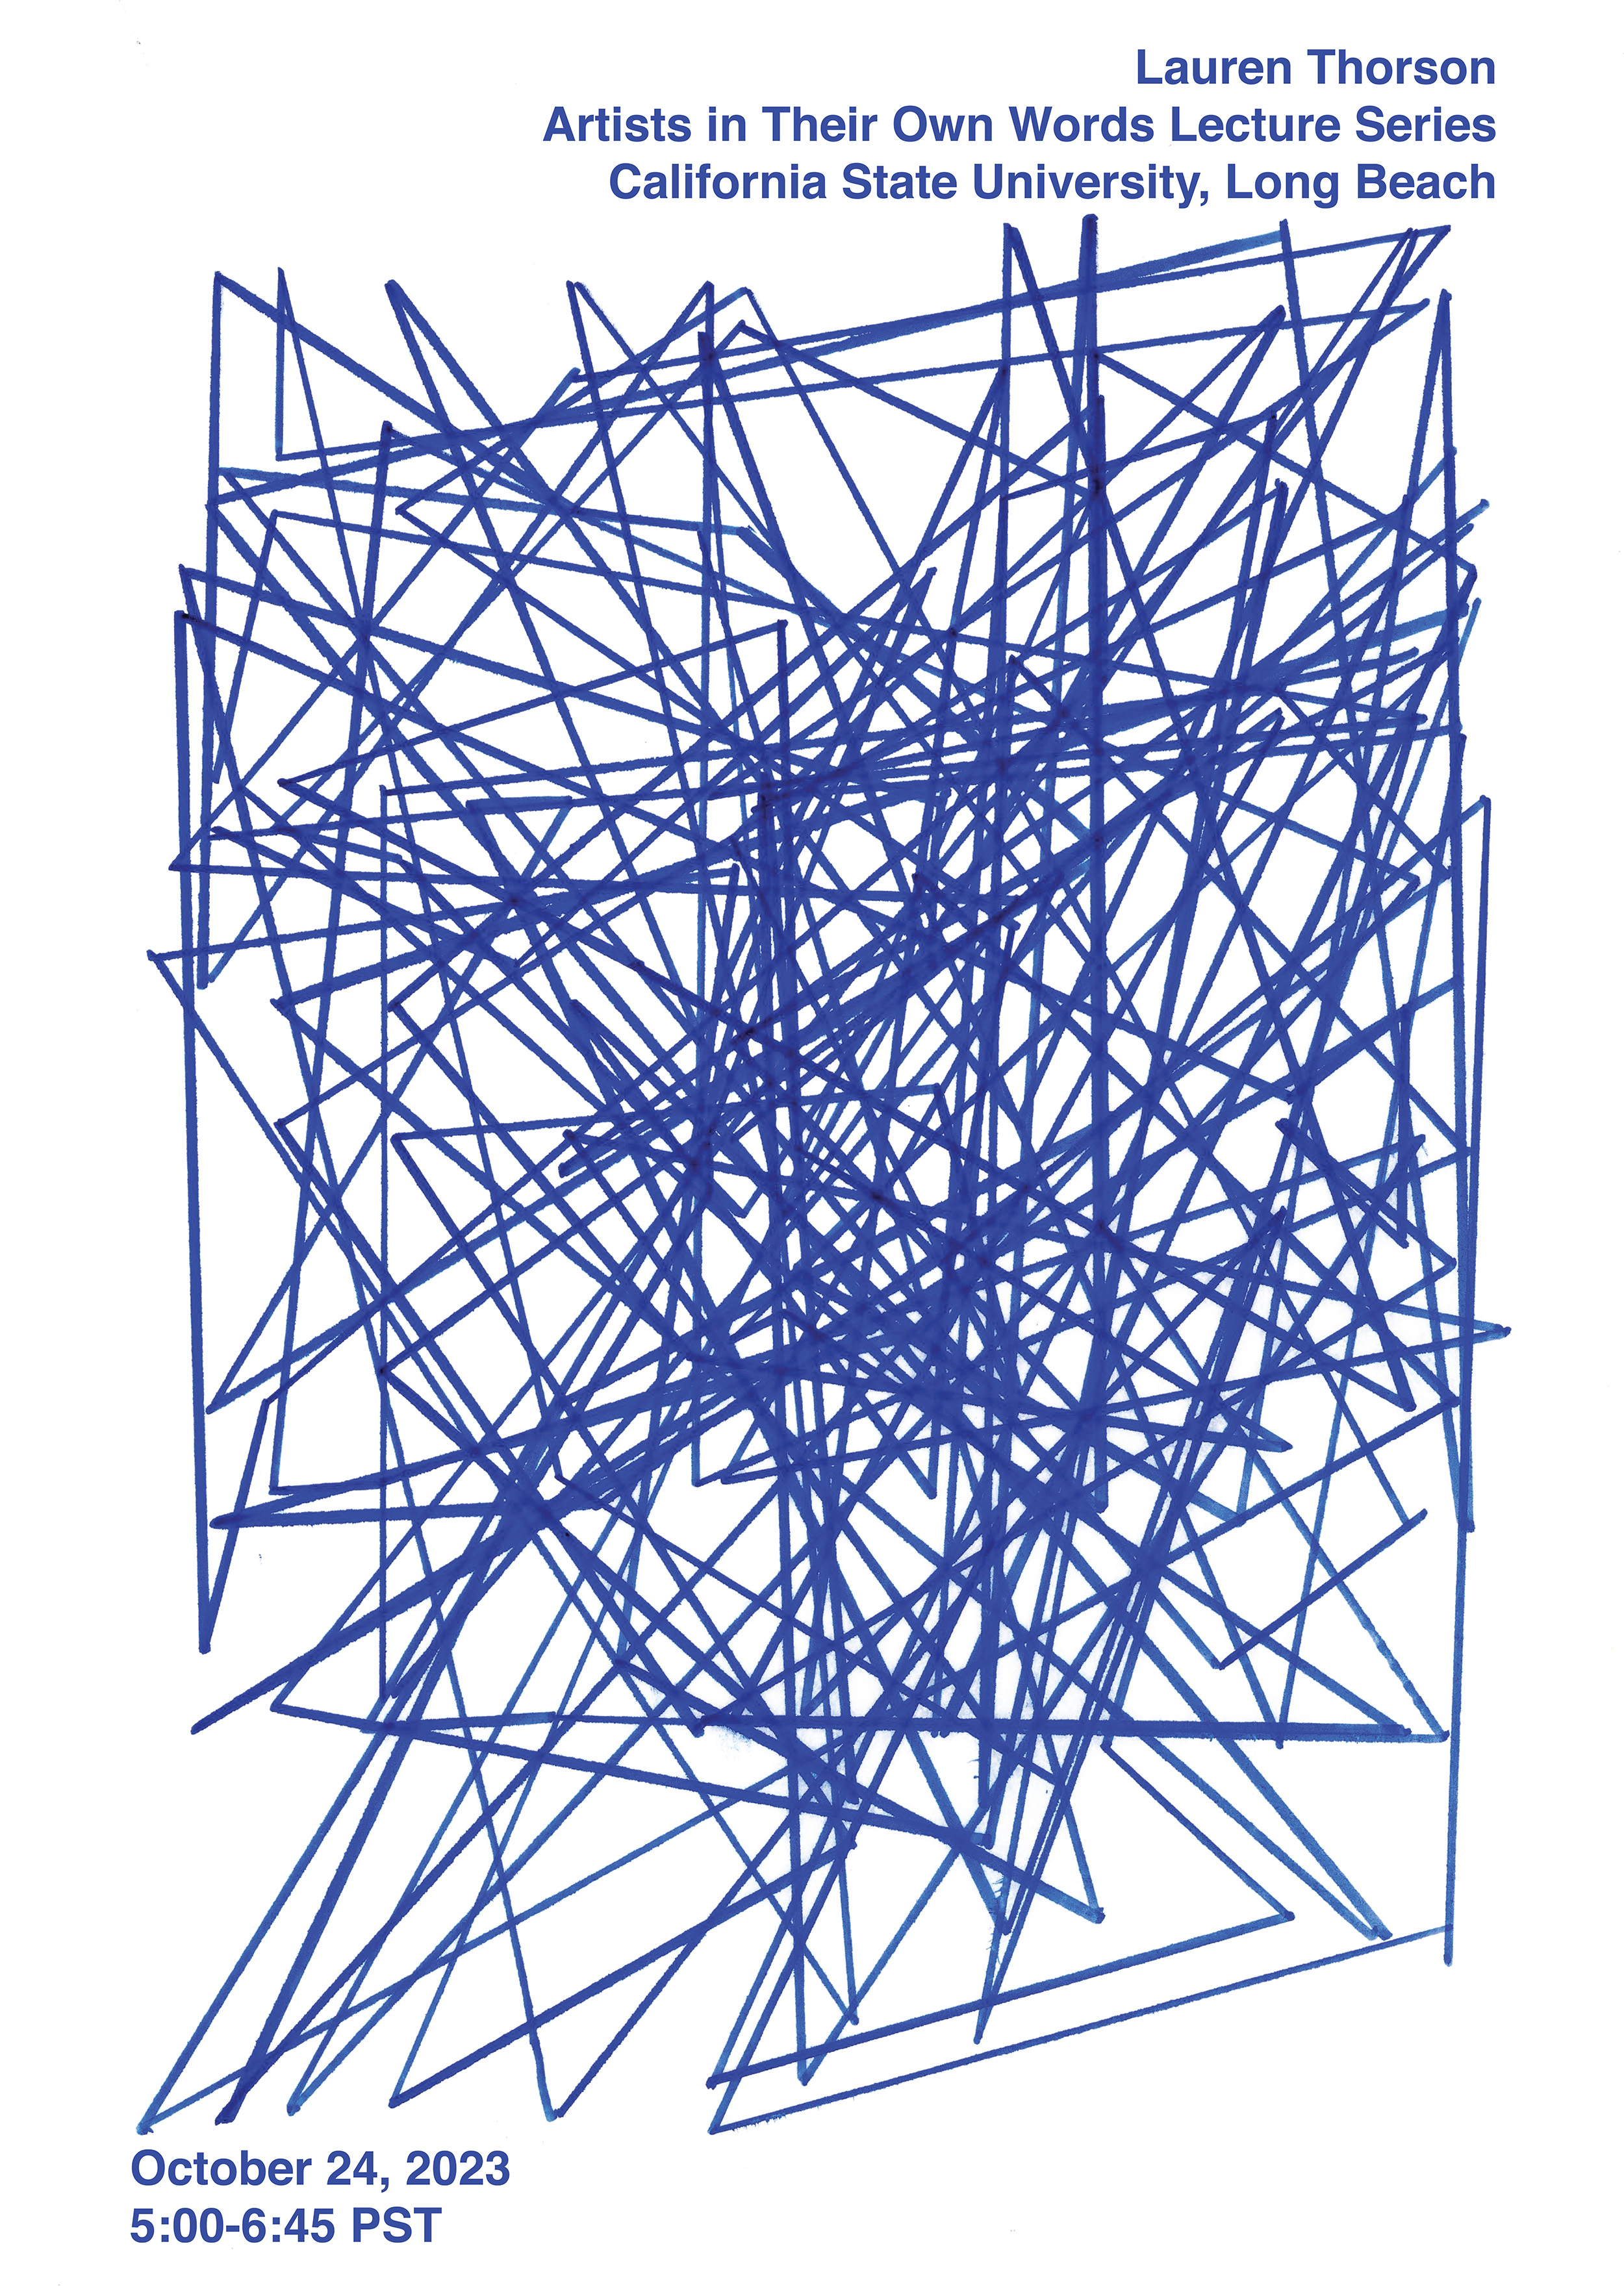 Lauren Thorson
Artists in Their Own Words Lecture Series
California State University, Long Beach
October 24, 2023
5:00-6:45 PST